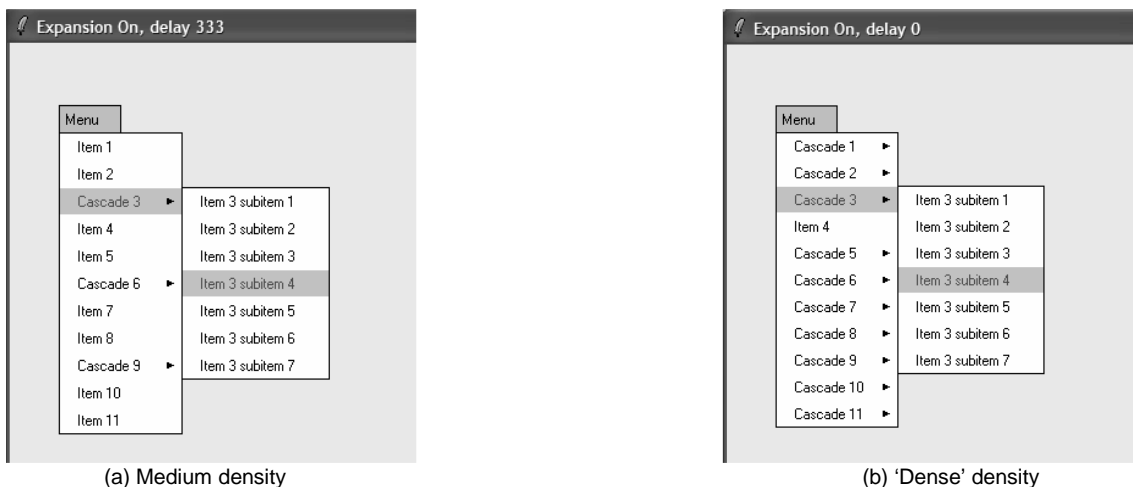 Expansion On, delay 333
Menu
Item 1
Item 2
Cascade 3
Item 4
Item 5
Cascade 6
Item 7
Item 8
Cascade 9
Item 10
Item 11
Item 3 subitem 1
Item 3 subitem 2
Item 3 subitem 3
Item 3 subitem 4
Item 3 subitem 5
Item 3 subitem 6
Item 3 subitem 7
(a) Medium density
Expansion On, delay 0
Menu
Cascade 1
Cascade 2
Cascade 3
Item 4
Cascade 5
Cascade 6
Cascade 7
Cascade 8
Cascade 9
Cascade 10
Cascade 11
Item 3 subitem 1
Item 3 subitem 2
Item 3 subitem 3
Item 3 subitem 4
Item 3 subitem 5
Item 3 subitem 6
Item 3 subitem 7
(b) ‘Dense’ density